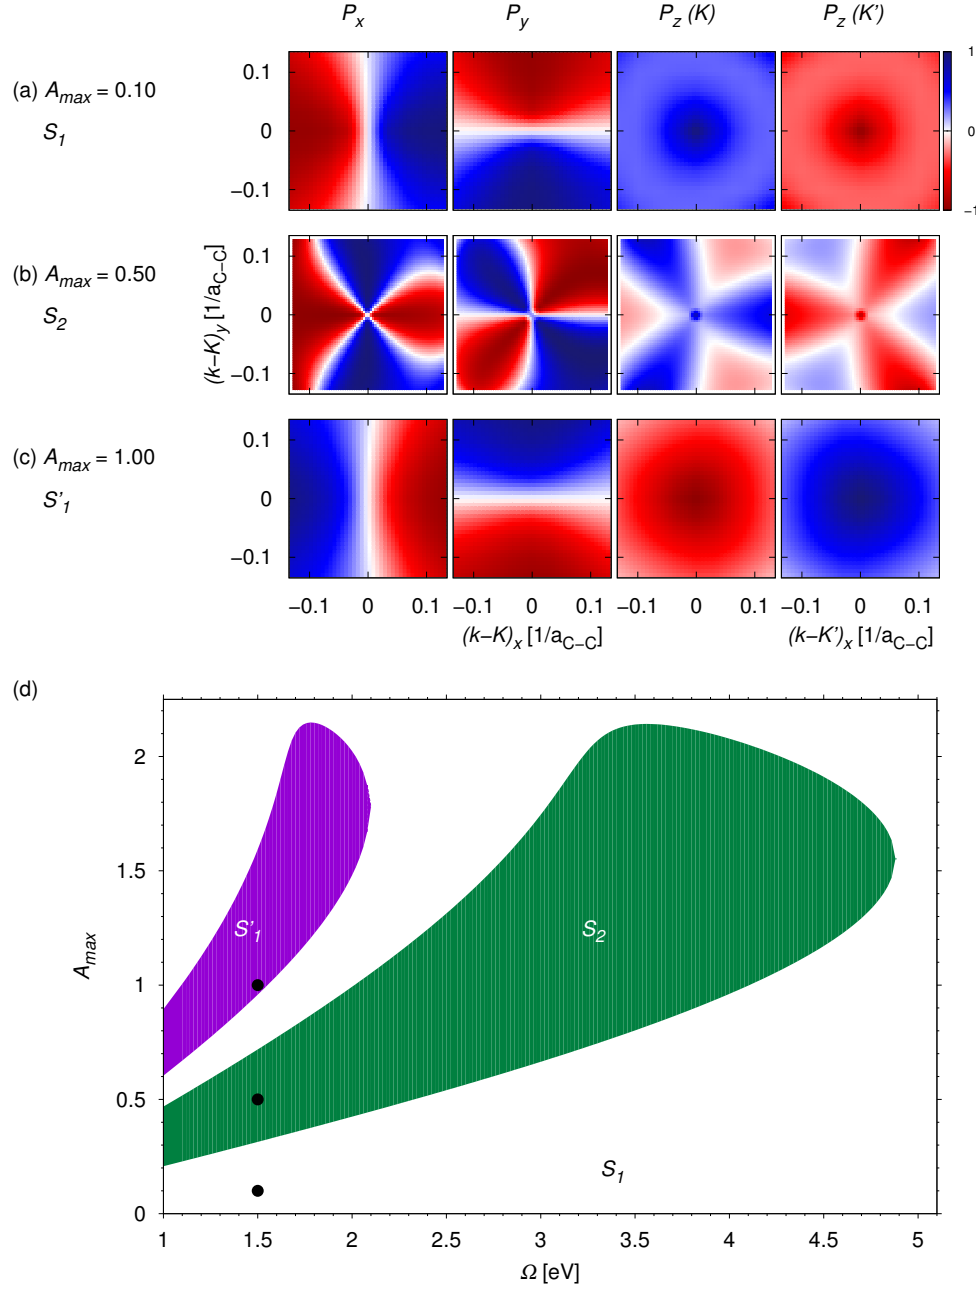 P_x P_y P_z (K) P_z (K')
(a) A_max = 0.10
S_1
0.1
0
−0.1
1
0
−1
(b) A_max = 0.50
S_2
0.1
0
−0.1
(k−K)_y [1/a_C−C]
(c) A_max = 1.00
S'_1
0.1
0
−0.1
−0.1 0 0.1 −0.1 0 0.1 −0.1 0 0.1 −0.1 0 0.1
(k−K)_x [1/a_C−C] (k−K')_x [1/a_C−C]
(d)
2
1.5
1
0.5
0
A_max
S'_1
S_2
S_1
1 1.5 2 2.5 3 3.5 4 4.5 5
Ω [eV]